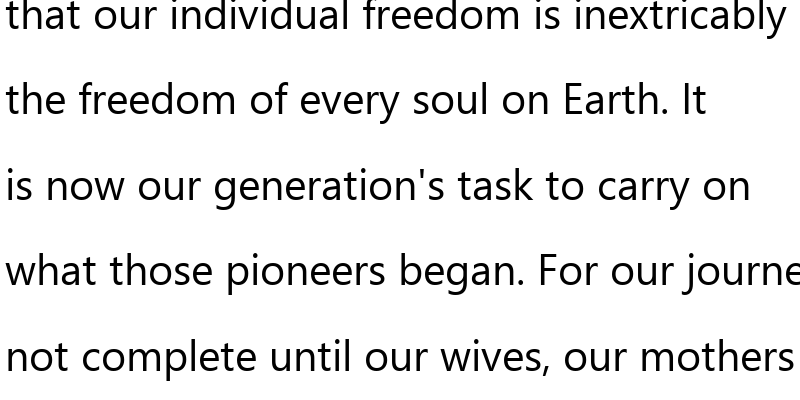 that our individual freedom is inextricably
the freedom of every soul on Earth. It
is now our generation's task to carry on
what those pioneers began. For our journe
not complete until our wives, our mothers